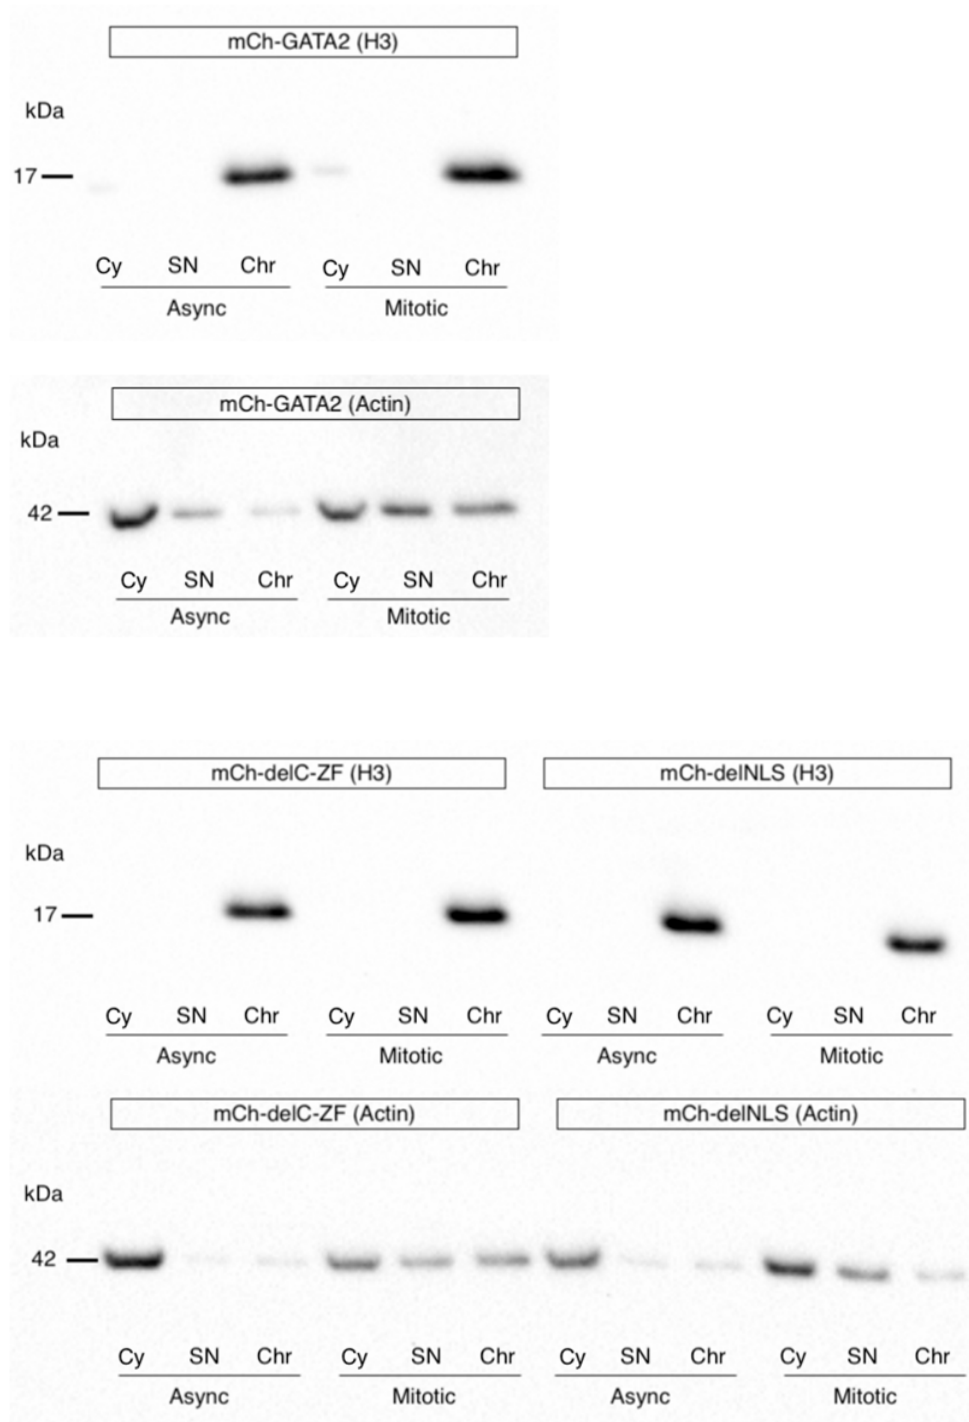 mCh-GATA2 (H3)
kDa
17
Cy SN Chr Cy SN Chr
Async Mitotic
mCh-GATA2 (Actin)
kDa
42
Cy SN Chr Cy SN Chr
Async Mitotic
mCh-delC-ZF (H3) mCh-delNLS (H3)
kDa
17
Cy SN Chr Cy SN Chr Cy SN Chr Cy SN Chr
Async Mitotic Async Mitotic
mCh-delC-ZF (Actin) mCh-delNLS (Actin)
kDa
42
Cy SN Chr Cy SN Chr Cy SN Chr Cy SN Chr
Async Mitotic Async Mitotic